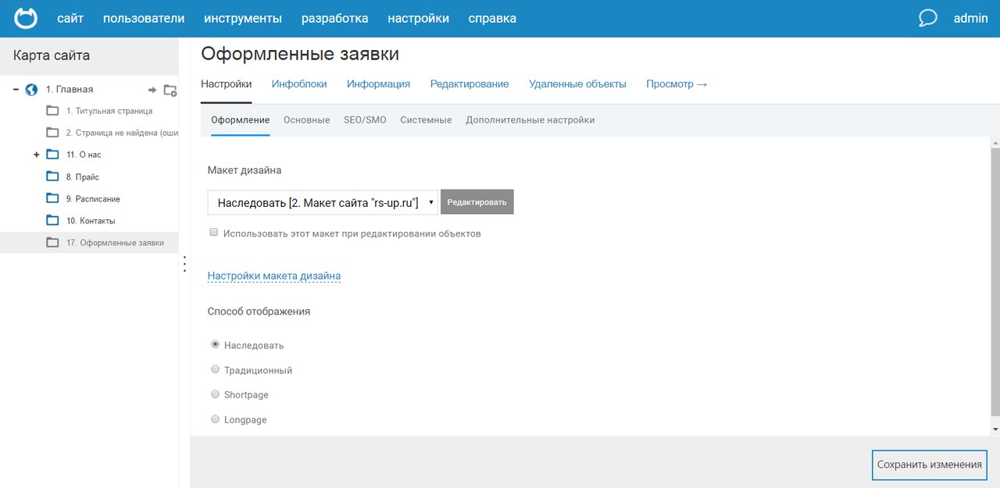 сайт пользователи инструменты разработка настройки справка admin
Карта сайта
1. Главная
1. Титульная страница
2. Страница не найдена (оши
11. О нас
8. Прайс
9. Расписание
10. Контакты
17. Оформленные заявки
Оформленные заявки
Настройки Инфоблоки Информация Редактирование Удаленные объекты Просмотр →
Оформление Основные SEO/SMO Системные Дополнительные настройки
Макет дизайна
Наследовать [2. Макет сайта "rs-up.ru"] Редактировать
Использовать этот макет при редактировании объектов
Настройки макета дизайна
Способ отображения
Наследовать
Традиционный
Shortpage
Longpage
Сохранить изменения